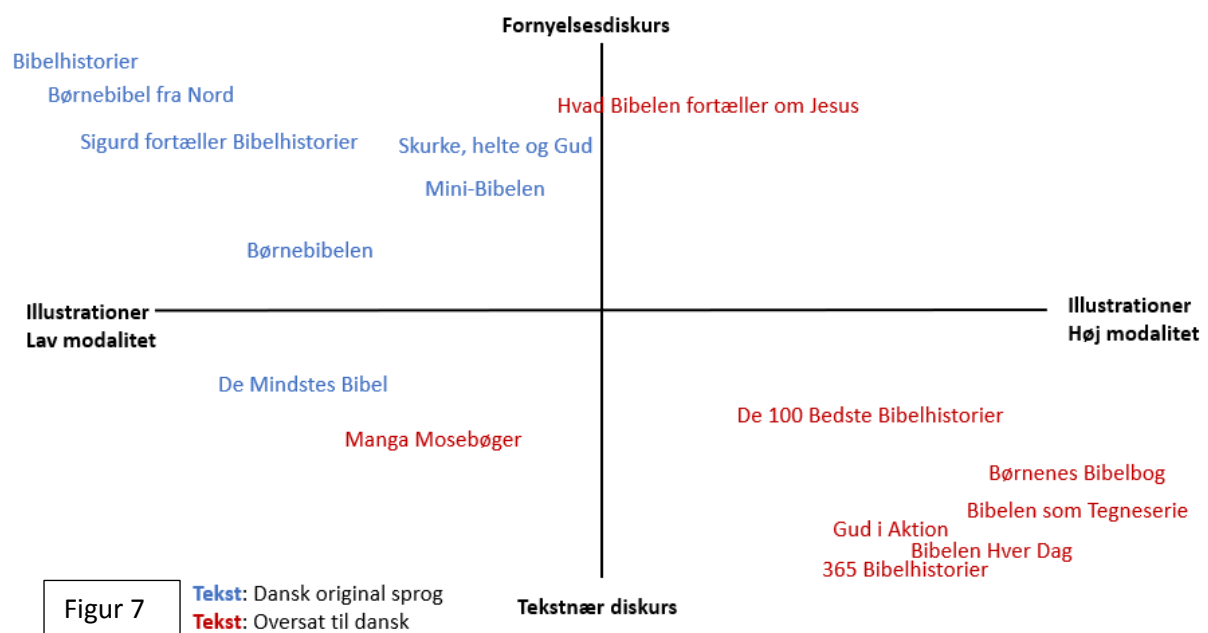 Fornyelsesdiskurs
Bibelhistorier
Børnebibel fra Nord
Hvad Bibelen fortæller om Jesus
Sigurd fortæller Bibelhistorier
Skurke, helte og Gud
Mini-Bibelen
Børnebibelen
Illustrationer
Lav modalitet
Illustrationer
Høj modalitet
De Mindstes Bibel
De 100 Bedste Bibelhistorier
Manga Mosebøger
Børnenes Bibelbog
Bibelen som Tegneserie
Gud i Aktion
Bibelen Hver Dag
365 Bibelhistorier
Figur 7
Tekst: Dansk original sprog
Tekst: Oversat til dansk
Tekstnær diskurs